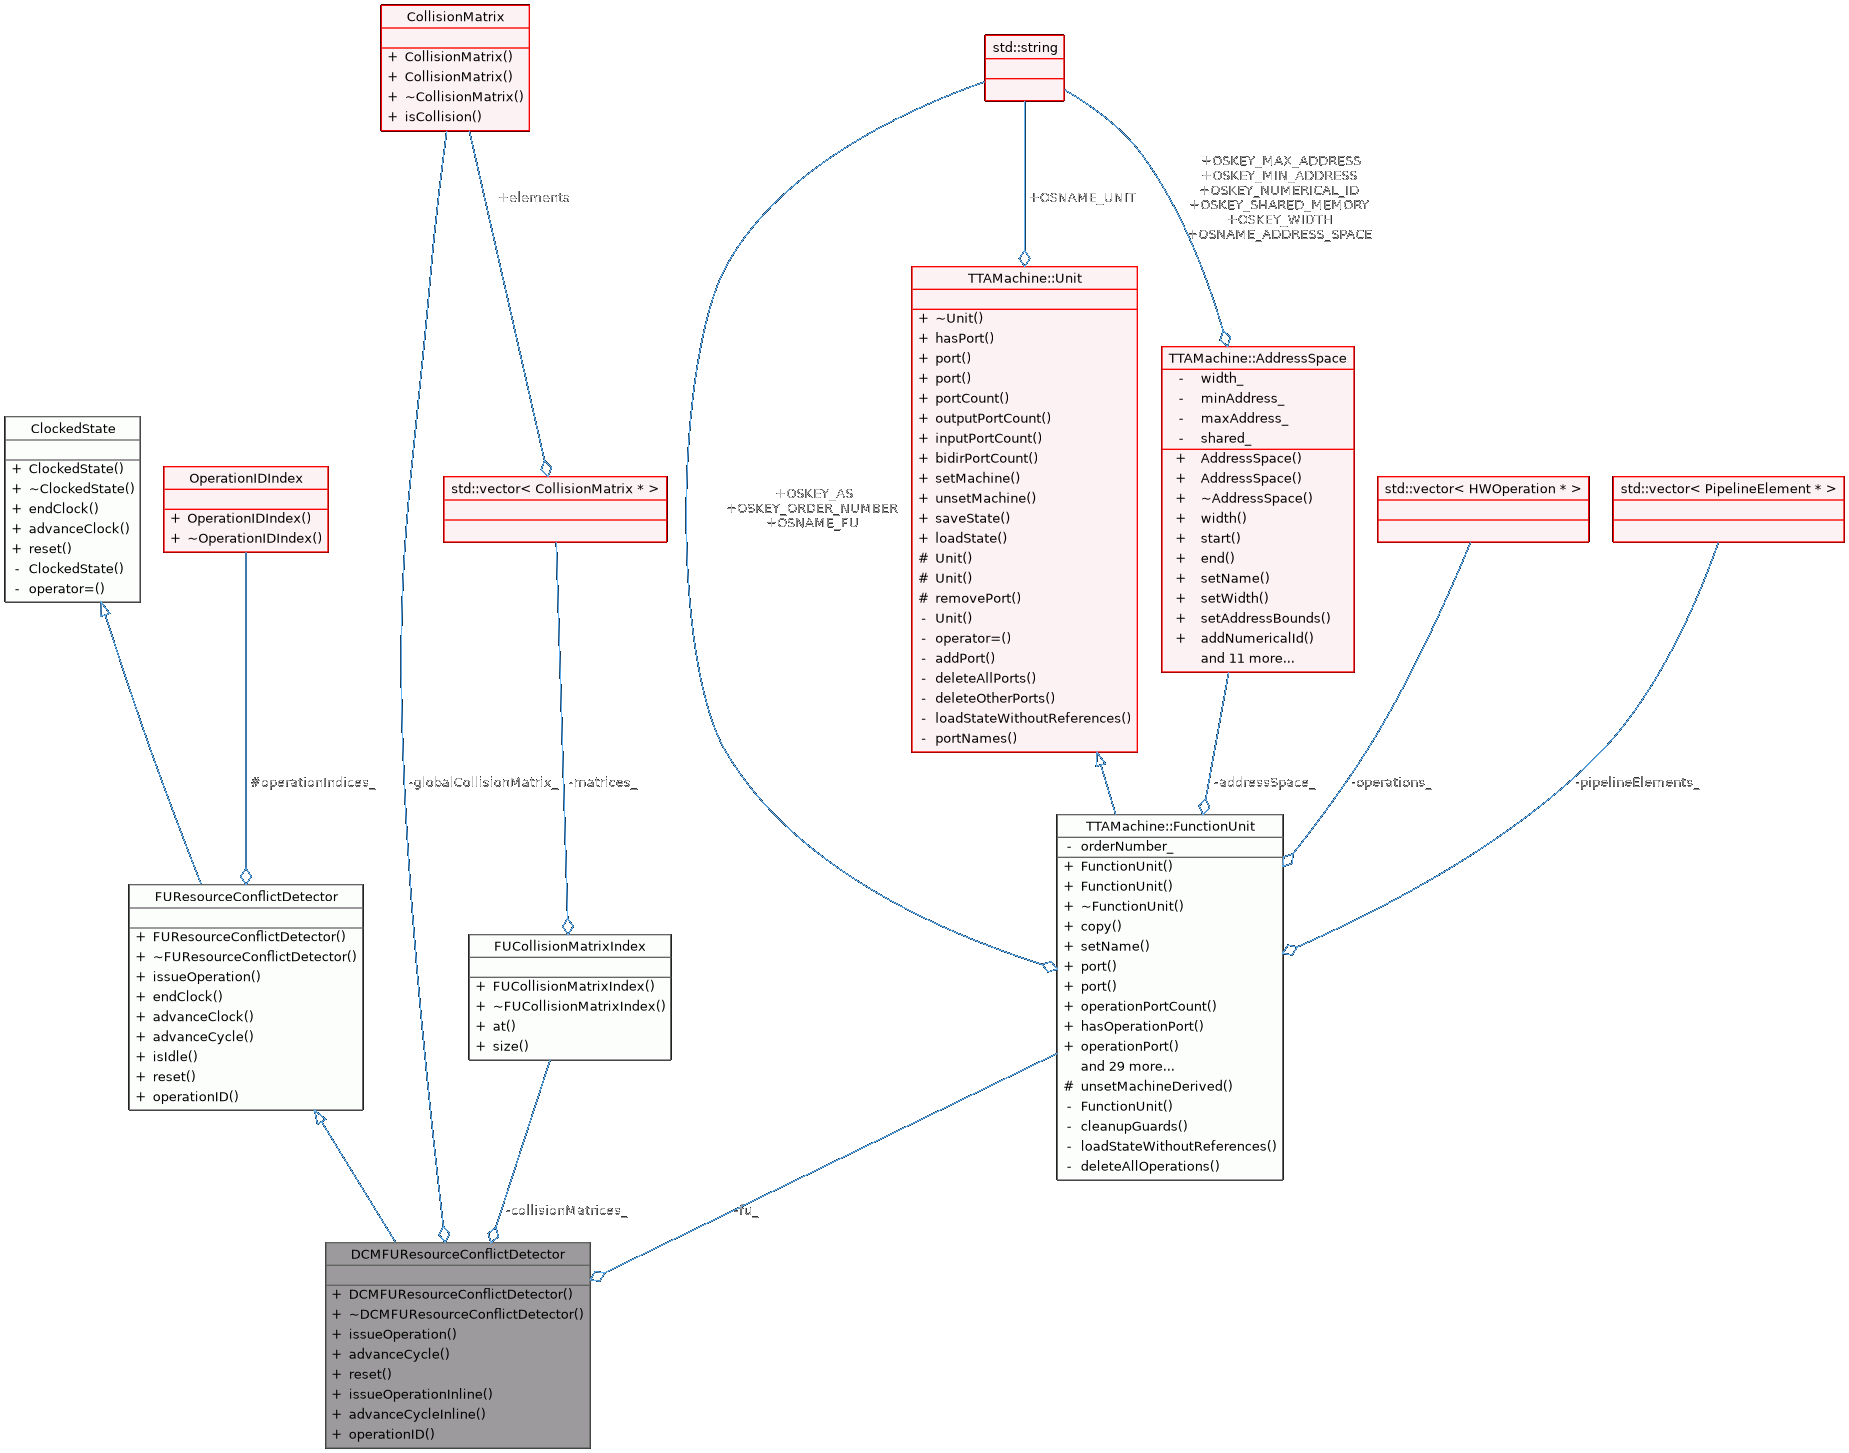 CollisionMatrix
+ CollisionMatrix()
+ CollisionMatrix()
+ ~CollisionMatrix()
+ isCollision()
std::string
+elements
+OSNAME_UNIT
+OSKEY_MAX_ADDRESS
+OSKEY_MIN_ADDRESS
+OSKEY_NUMERICAL_ID
+OSKEY_SHARED_MEMORY
+OSKEY_WIDTH
+OSNAME_ADDRESS_SPACE
TTAMachine::Unit
+ ~Unit()
+ hasPort()
+ port()
+ port()
+ portCount()
+ outputPortCount()
+ inputPortCount()
+ bidirPortCount()
+ setMachine()
+ unsetMachine()
+ saveState()
+ loadState()
# Unit()
# Unit()
# removePort()
- Unit()
- operator=()
- addPort()
- deleteAllPorts()
- deleteOtherPorts()
- loadStateWithoutReferences()
- portNames()
TTAMachine::AddressSpace
- width_
- minAddress_
- maxAddress_
- shared_
+ AddressSpace()
+ AddressSpace()
+ ~AddressSpace()
+ width()
+ start()
+ end()
+ setName()
+ setWidth()
+ setAddressBounds()
+ addNumericalId()
and 11 more...
ClockedState
+ ClockedState()
+ ~ClockedState()
+ endClock()
+ advanceClock()
+ reset()
- ClockedState()
- operator=()
OperationIDIndex
+ OperationIDIndex()
+ ~OperationIDIndex()
std::vector< CollisionMatrix * >
+OSKEY_AS
+OSKEY_ORDER_NUMBER
+OSNAME_FU
std::vector< HWOperation * >
std::vector< PipelineElement * >
#operationIndices_
-globalCollisionMatrix_
-matrices_
-addressSpace_
-operations_
-pipelineElements_
FUResourceConflictDetector
+ FUResourceConflictDetector()
+ ~FUResourceConflictDetector()
+ issueOperation()
+ endClock()
+ advanceClock()
+ advanceCycle()
+ isIdle()
+ reset()
+ operationID()
FUCollisionMatrixIndex
+ FUCollisionMatrixIndex()
+ ~FUCollisionMatrixIndex()
+ at()
+ size()
TTAMachine::FunctionUnit
- orderNumber_
+ FunctionUnit()
+ FunctionUnit()
+ ~FunctionUnit()
+ copy()
+ setName()
+ port()
+ port()
+ operationPortCount()
+ hasOperationPort()
+ operationPort()
and 29 more...
# unsetMachineDerived()
- FunctionUnit()
- cleanupGuards()
- loadStateWithoutReferences()
- deleteAllOperations()
-collisionMatrices_
-fu_
DCMFUResourceConflictDetector
+ DCMFUResourceConflictDetector()
+ ~DCMFUResourceConflictDetector()
+ issueOperation()
+ advanceCycle()
+ reset()
+ issueOperationInline()
+ advanceCycleInline()
+ operationID()